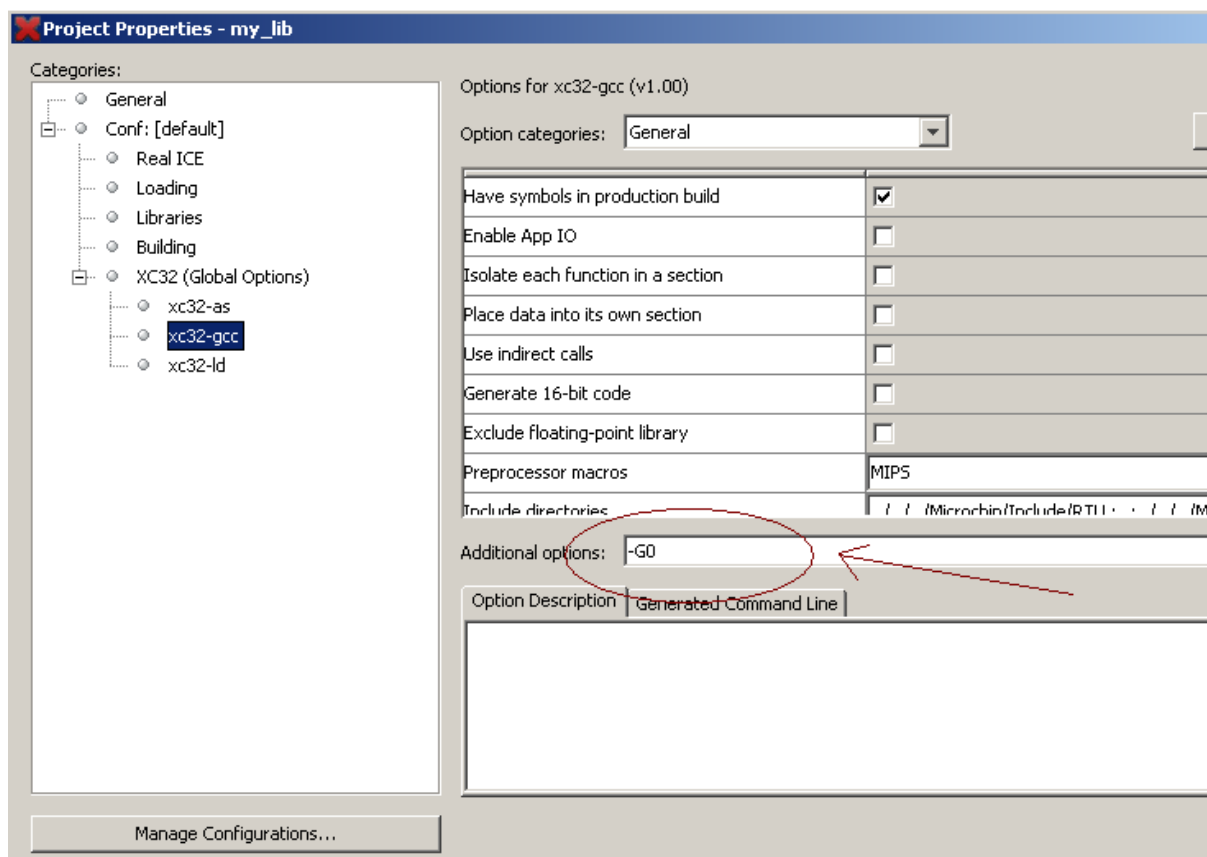 Project Properties - my_lib
Categories:
General
Conf: [default]
Real ICE
Loading
Libraries
Building
XC32 (Global Options)
xc32-as
xc32-gcc
xc32-ld
Manage Configurations...
Options for xc32-gcc (v1.00)
Option categories: General
Have symbols in production build
Enable App IO
Isolate each function in a section
Place data into its own section
Use indirect calls
Generate 16-bit code
Exclude floating-point library
Preprocessor macros MIPS
Include directories /Microchip/Include/RTLL
Additional options: -G0
Option Description Generated Command Line